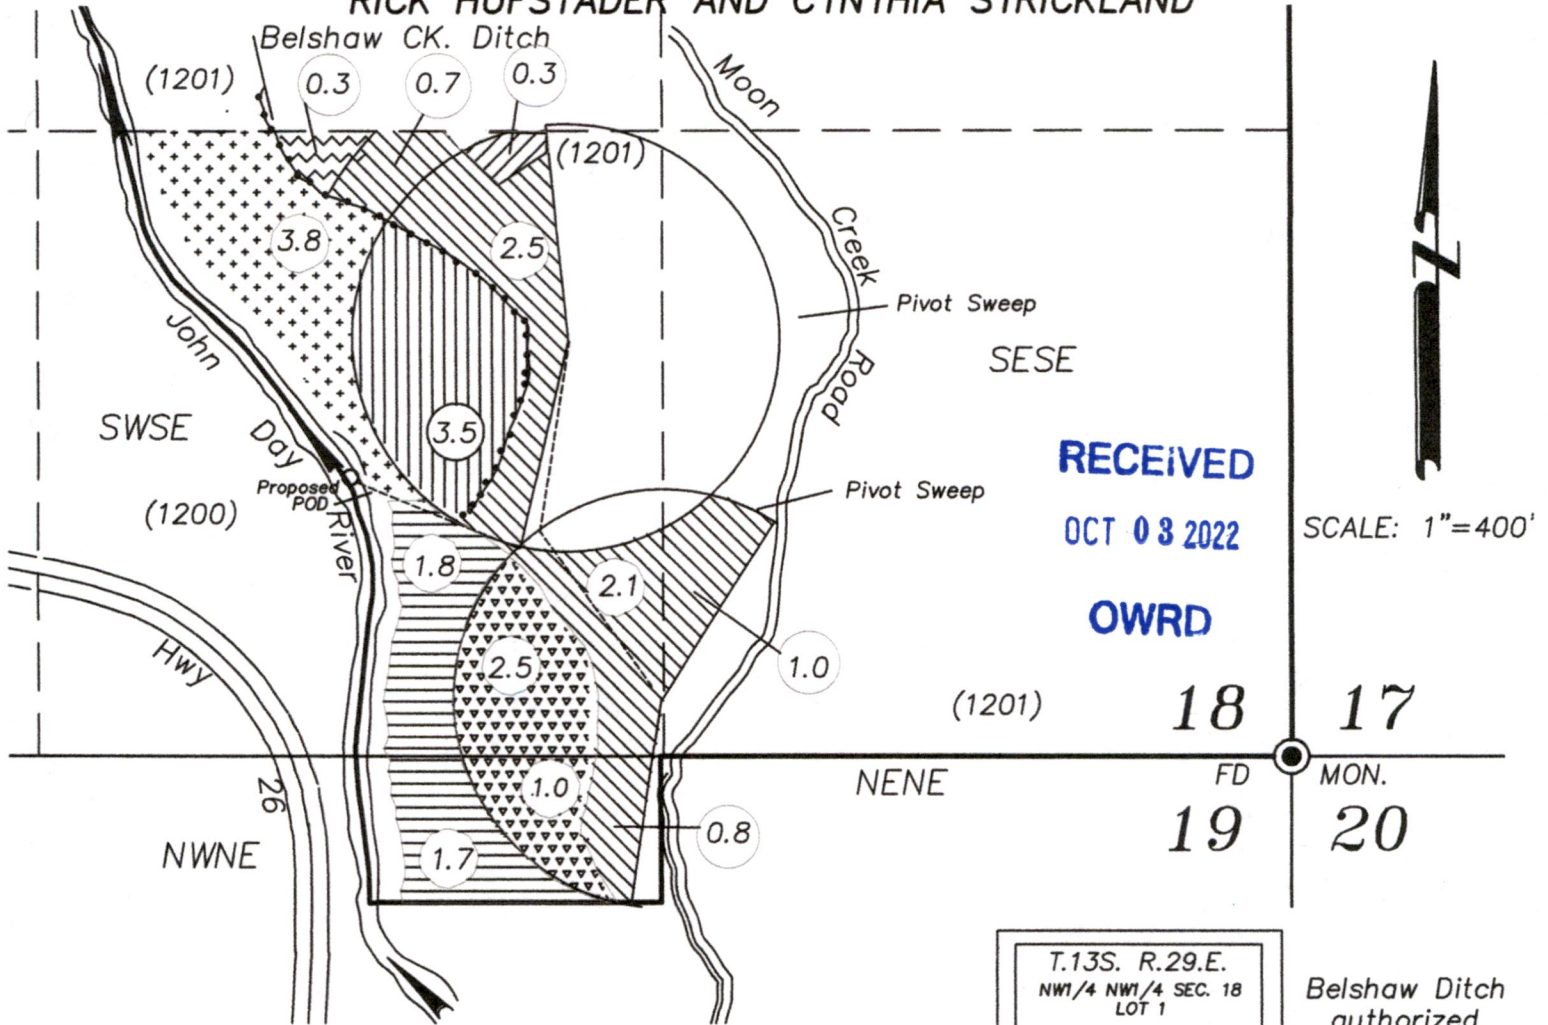 RICK HUFSTADER AND CYNTHIA STRICKLAND
Belshaw CK. Ditch
(1201)
0.3
0.7
0.3
Moon
Creek
Road
(1201)
3.8
2.5
Pivot Sweep
John
Day
River
SESE
SWSE
3.5
RECEIVED
OCT 03 2022
OWRD
Proposed
POD
(1200)
Pivot Sweep
SCALE: 1"=400'
N
1.8
2.1
Hwy
26
2.5
1.0
(1201)
18
17
1.0
NENE
FD
MON.
19
20
0.8
NWNE
1.7
T.13S. R.29.E.
NW1/4 NW1/4 SEC. 18
LOT 1
Belshaw Ditch
authorized